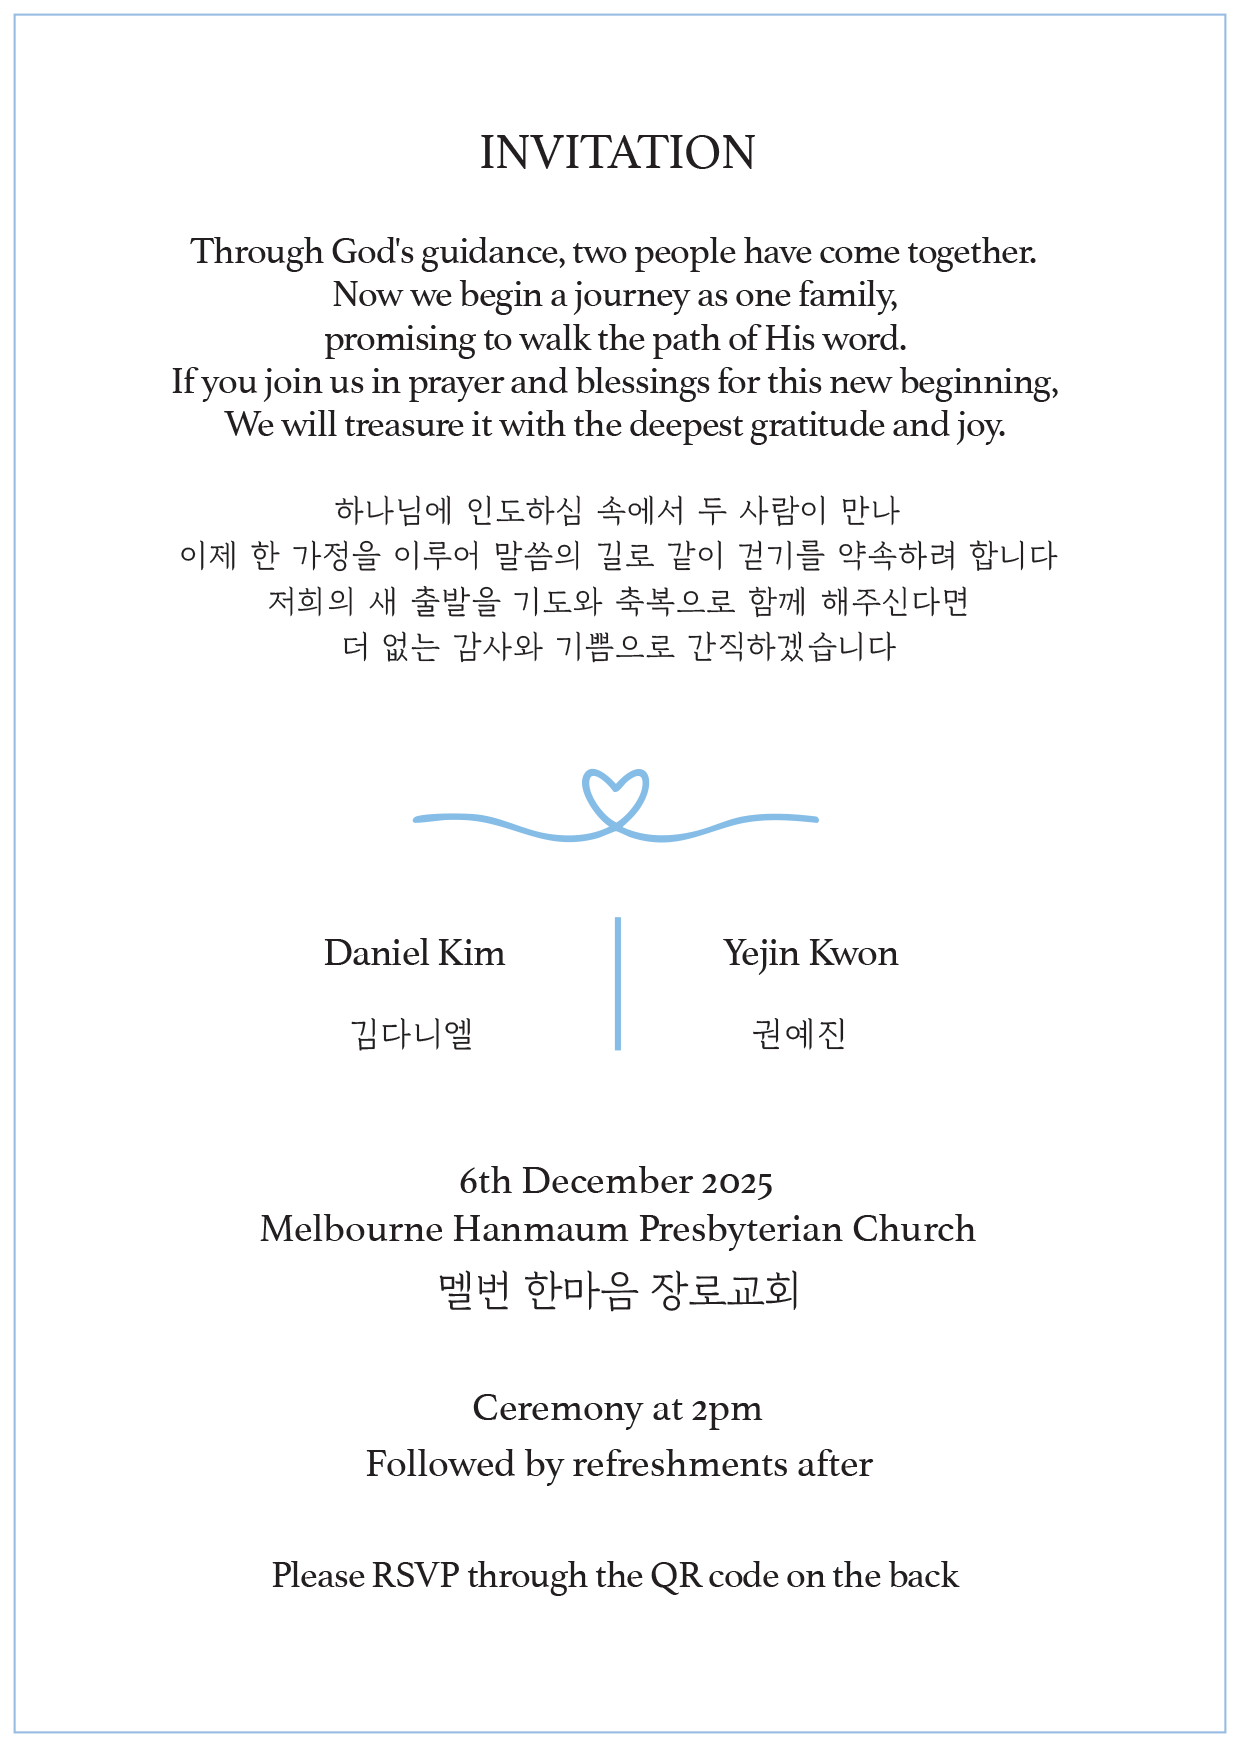 INVITATION
Through God's guidance, two people have come together.
Now we begin a journey as one family,
promising to walk the path of His word.
If you join us in prayer and blessings for this new beginning,
We will treasure it with the deepest gratitude and joy.
하나님에 인도하심 속에서 두 사람이 만나
이제 한 가정을 이루어 말씀의 길로 같이 걷기를 약속하려 합니다
저희의 새 출발을 기도와 축복으로 함께 해주신다면
더 없는 감사와 기쁨으로 간직하겠습니다
Daniel Kim
김다니엘
Yejin Kwon
권예진
6th December 2025
Melbourne Hanmaum Presbyterian Church
멜번 한마음 장로교회
Ceremony at 2pm
Followed by refreshments after
Please RSVP through the QR code on the back